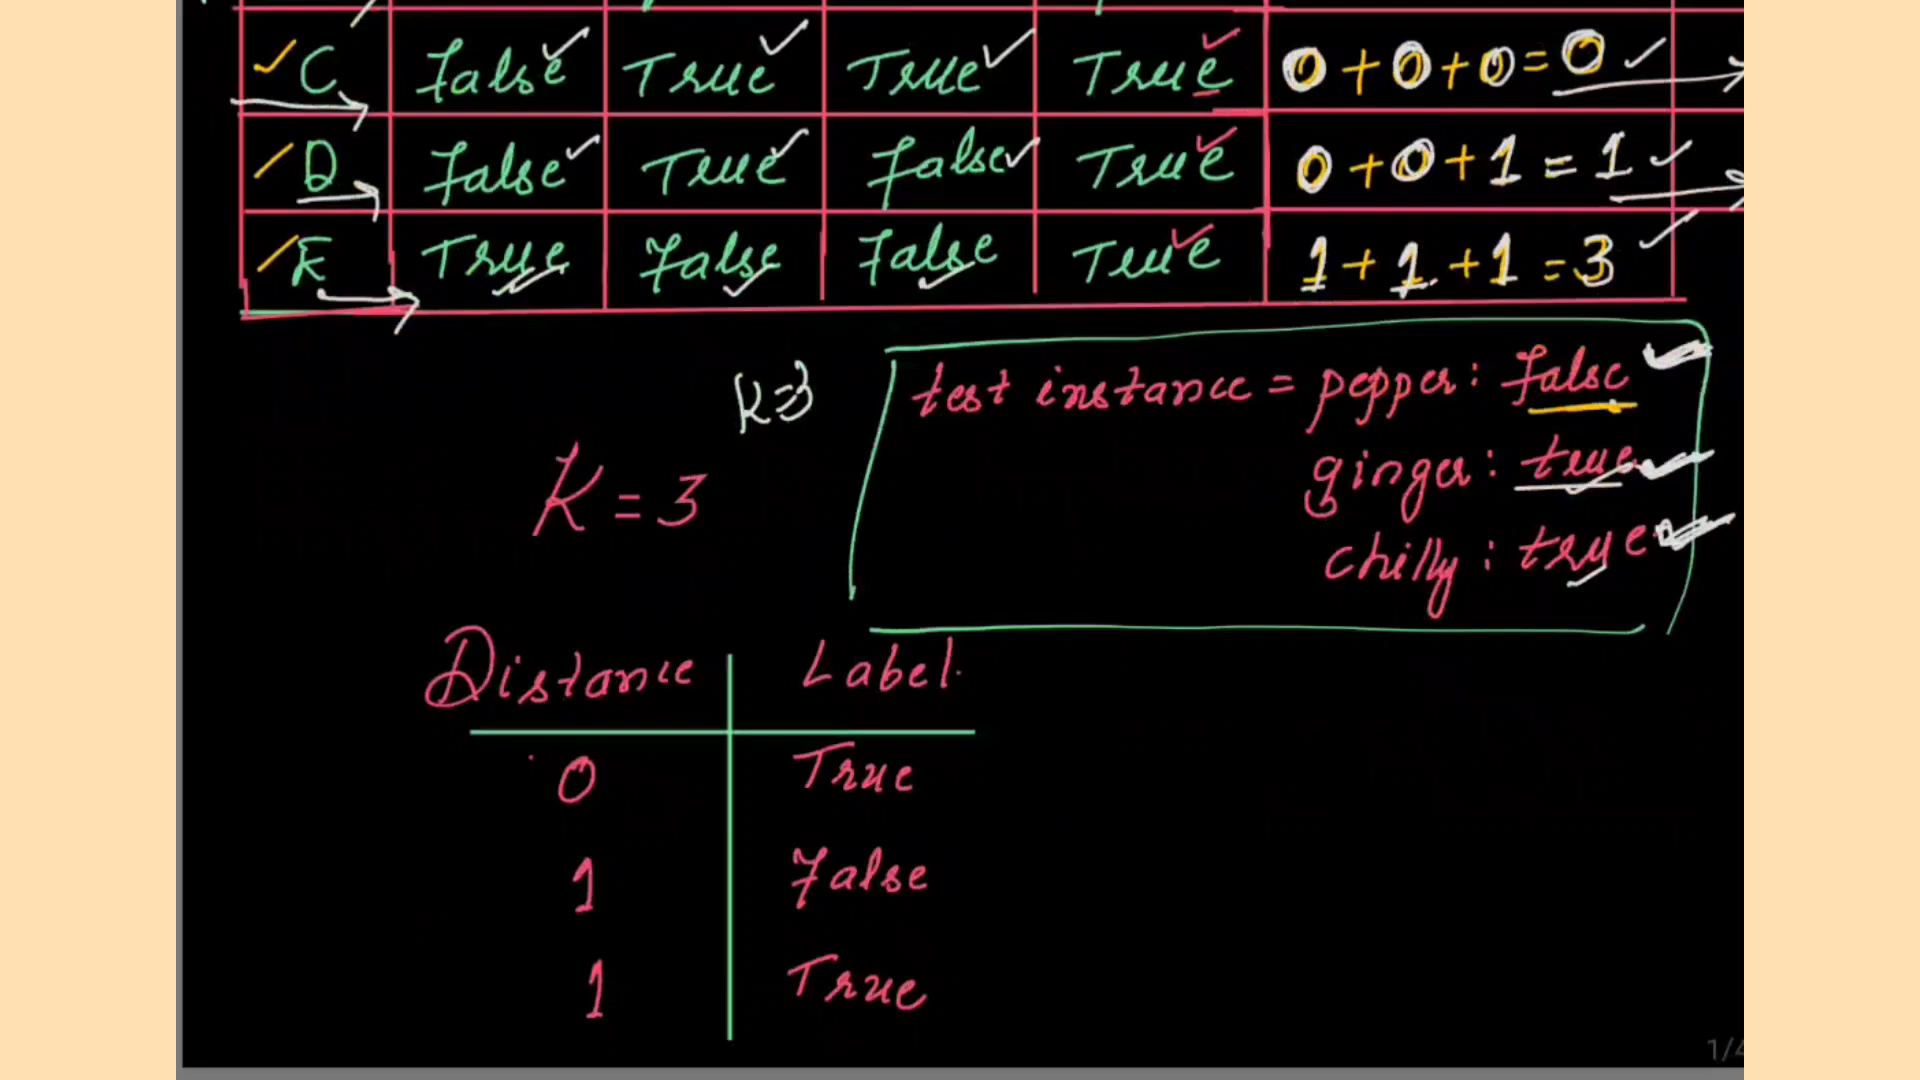 C False True True True 0+0+0=0
D False True False True 0+0+1=1
E True False False True 1+1+1=3
K=3
test instance = pepper: false
ginger: true
K = 3
chilly: true
Distance Label
0 True
1 False
1 True
1/4